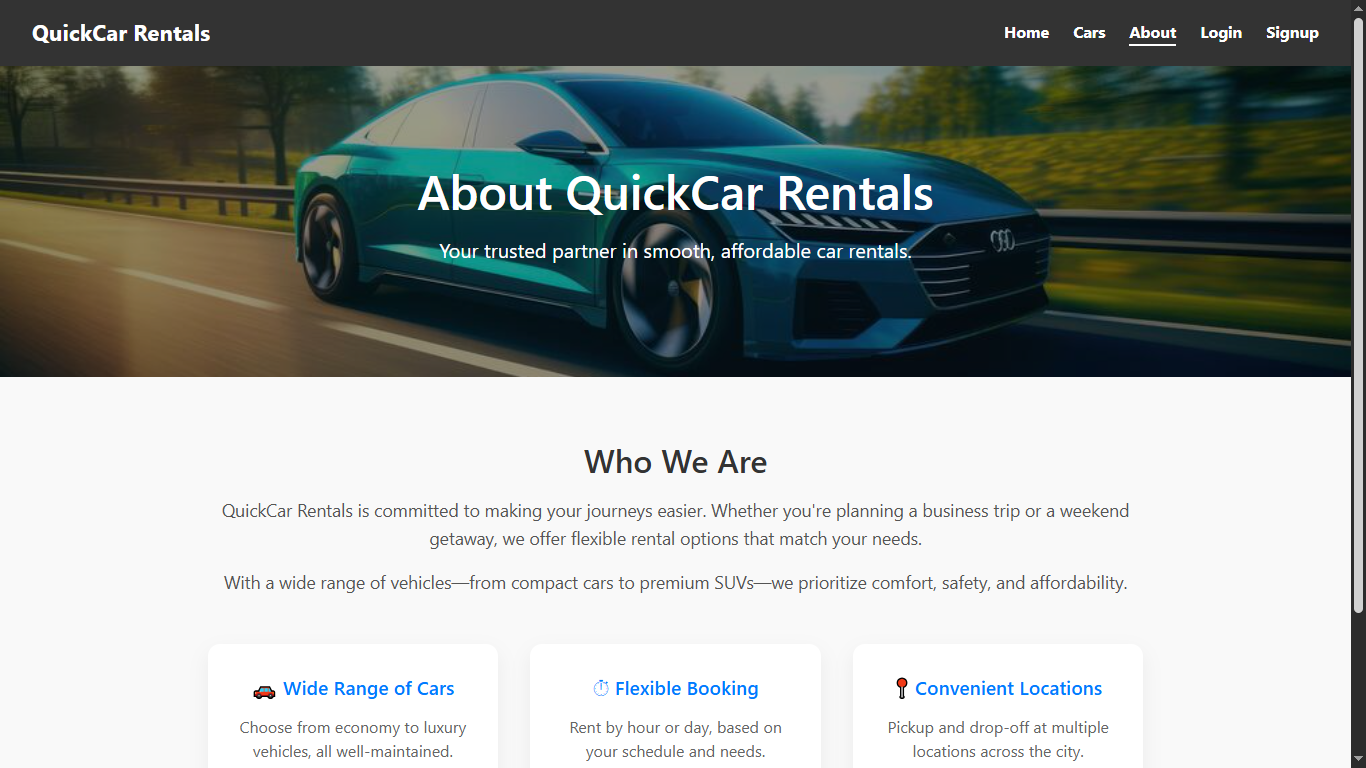 QuickCar Rentals
Home Cars About Login Signup
About QuickCar Rentals
Your trusted partner in smooth, affordable car rentals.
Who We Are
QuickCar Rentals is committed to making your journeys easier. Whether you're planning a business trip or a weekend
getaway, we offer flexible rental options that match your needs.
With a wide range of vehicles—from compact cars to premium SUVs—we prioritize comfort, safety, and affordability.
Wide Range of Cars
Choose from economy to luxury
vehicles, all well-maintained.
Flexible Booking
Rent by hour or day, based on
your schedule and needs.
Convenient Locations
Pickup and drop-off at multiple
locations across the city.